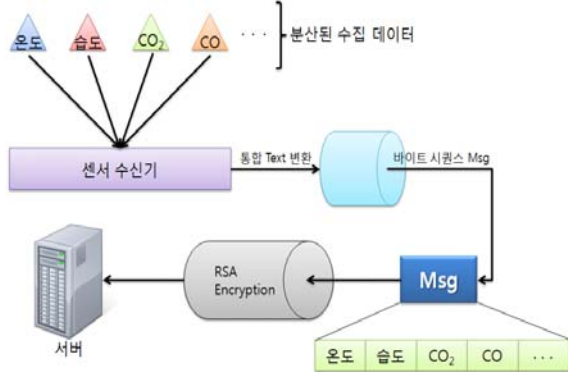 온도 습도 CO₂ CO ··· 분산된 수집 데이터
센서 수신기
통합 Text 변환
바이트 시퀀스 Msg
RSA
Encryption
Msg
서버
온도 습도 CO₂ CO ···